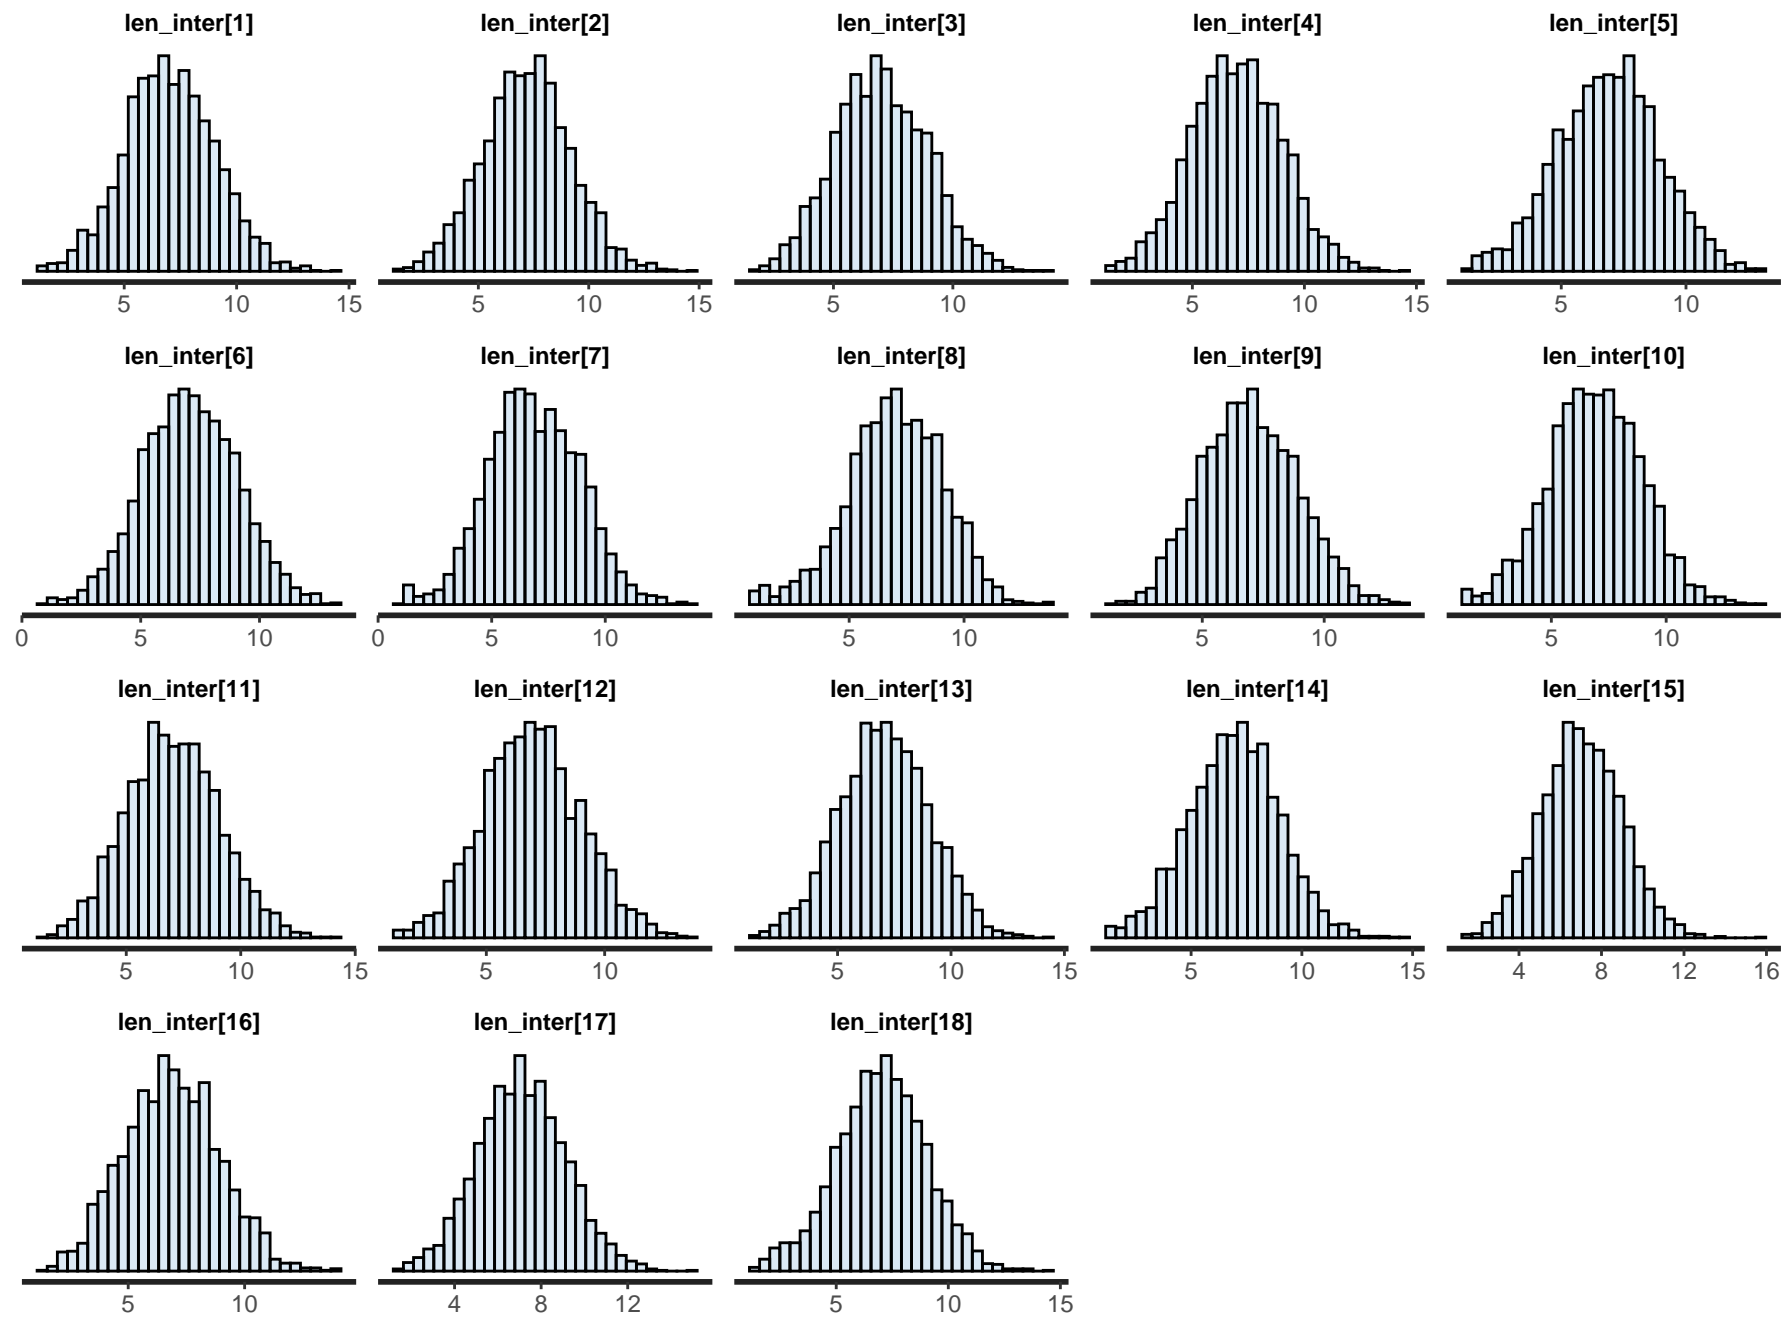 len_inter[1] len_inter[2] len_inter[3] len_inter[4] len_inter[5]
5 10 15 5 10 15 5 10 5 10 15 5 10
len_inter[6] len_inter[7] len_inter[8] len_inter[9] len_inter[10]
0 5 10 0 5 10 5 10 5 10 5 10
len_inter[11] len_inter[12] len_inter[13] len_inter[14] len_inter[15]
5 10 15 5 10 5 10 15 5 10 15 4 8 12 16
len_inter[16] len_inter[17] len_inter[18]
5 10 4 8 12 5 10 15